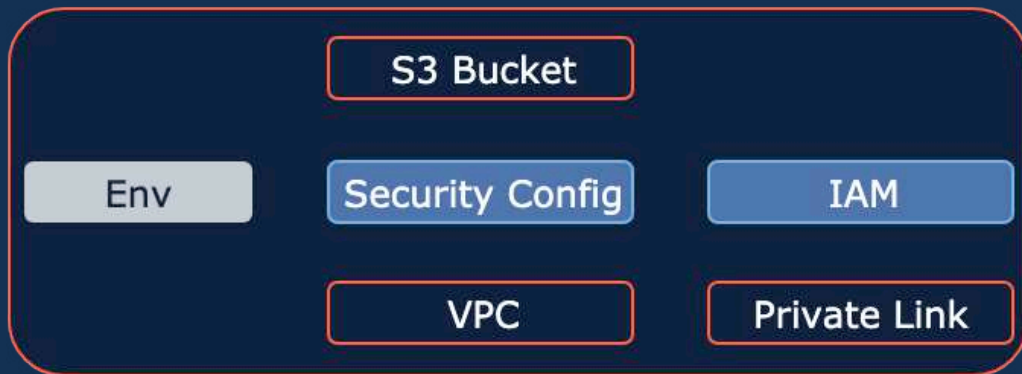 S3 Bucket
Env
Security Config
IAM
VPC
Private Link